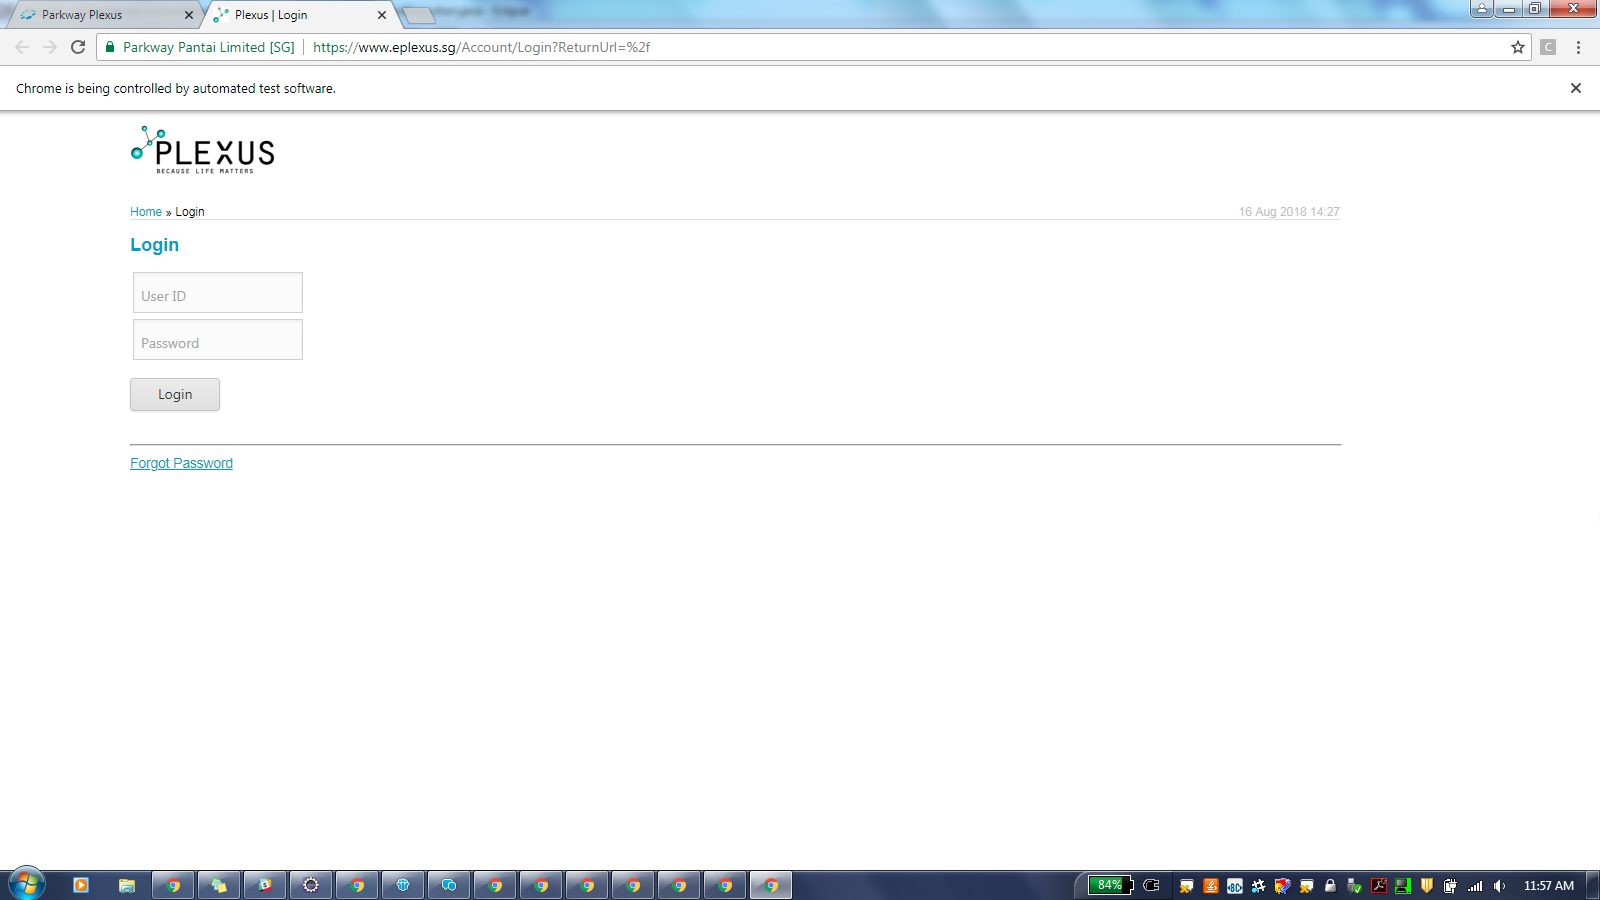 Parkway Plexus
Plexus | Login
Parkway Pantai Limited [SG]
https://www.eplexus.sg/Account/Login?ReturnUrl=%2f
C
Chrome is being controlled by automated test software.
PLEXUS
BECAUSE LIFE MATTERS
Home » Login
16 Aug 2018 14:27
Login
User ID
Password
Login
Forgot Password
84%
11:57 AM